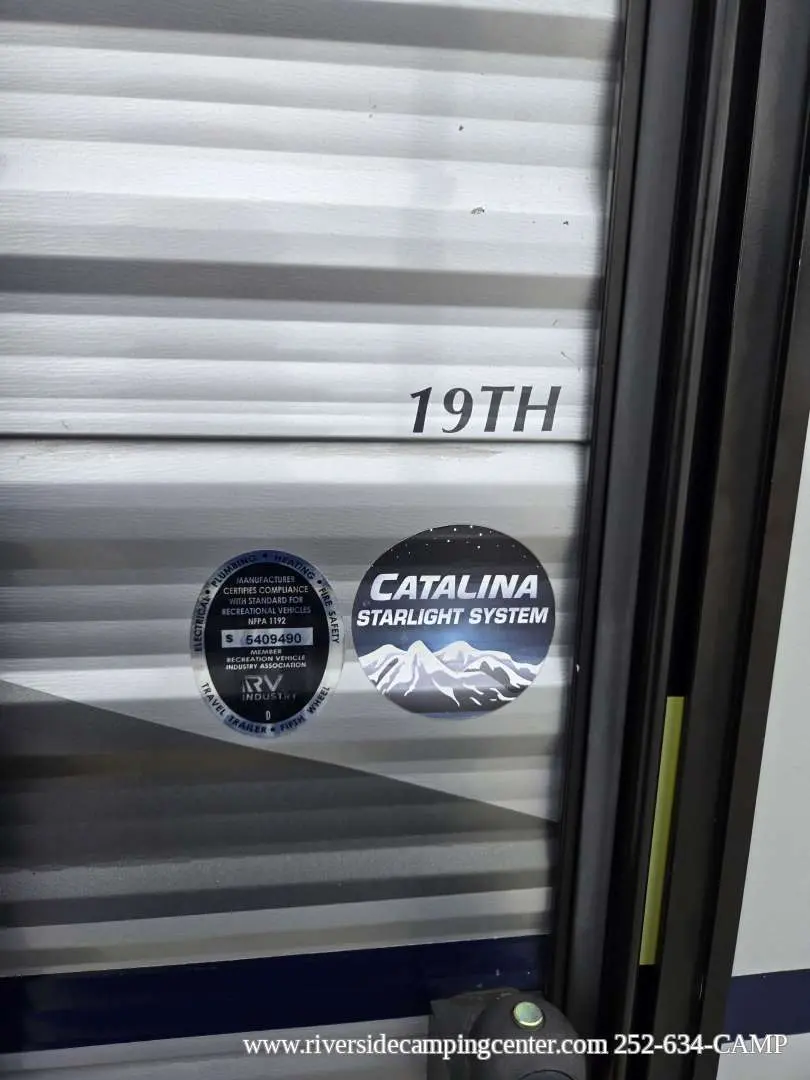 19TH
ELECTRICAL • PLUMBING • HEATING • FIRE SAFETY
MANUFACTURER
CERTIFIES COMPLIANCE
WITH STANDARD FOR
RECREATIONAL VEHICLES
NFPA 1192
S 5409490
MEMBER
RECREATION VEHICLE
INDUSTRY ASSOCIATION
RV
INDUSTRY
D
TRAVEL TRAILER • FIFTH WHEEL
CATALINA
STARLIGHT SYSTEM
www.riversidecampingcenter.com 252-634-CAMP